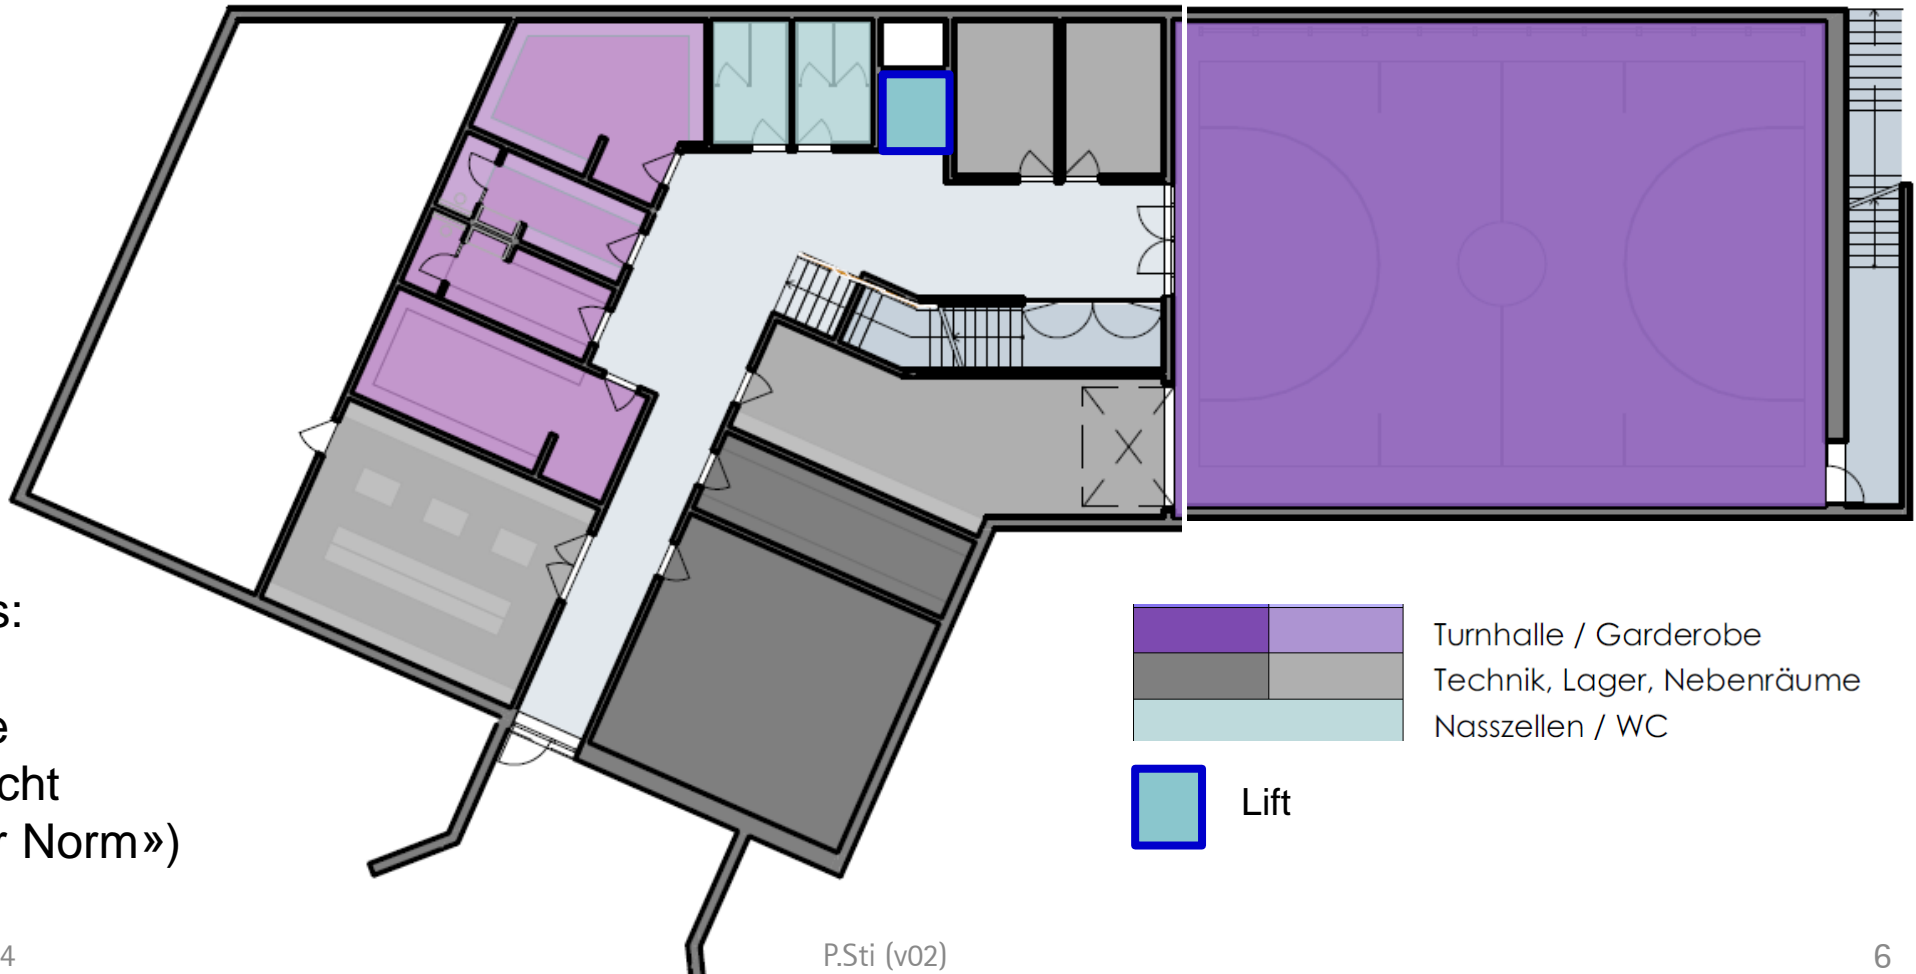 s:
e
cht
r Norm»)
Turnhalle / Garderobe
Technik, Lager, Nebenräume
Nasszellen / WC
Lift
4
P.Sti (v02)
6